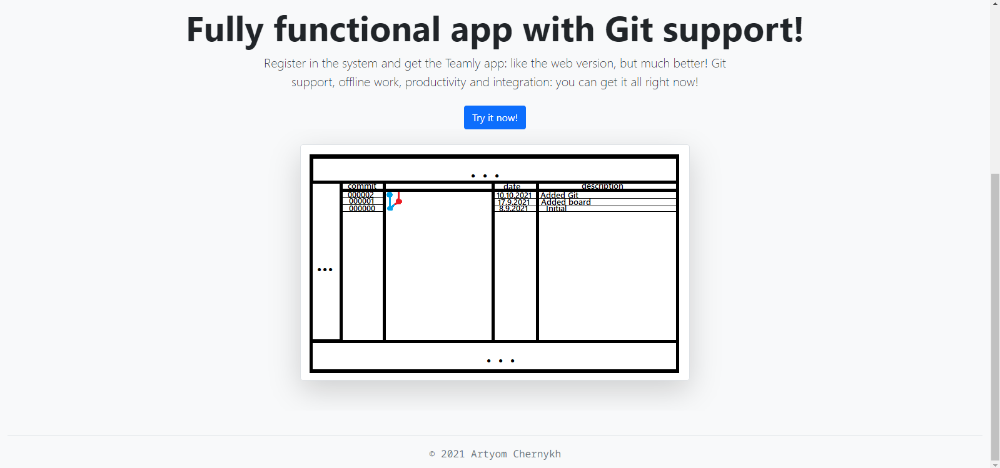 Fully functional app with Git support!
Register in the system and get the Teamly app: like the web version, but much better! Git
support, offline work, productivity and integration: you can get it all right now!
Try it now!
. . .
commit date description
000002 10.10.2021 Added Git
000001 17.9.2021 Added board
000000 8.9.2021 Initial
...
. . .
© 2021 Artyom Chernykh